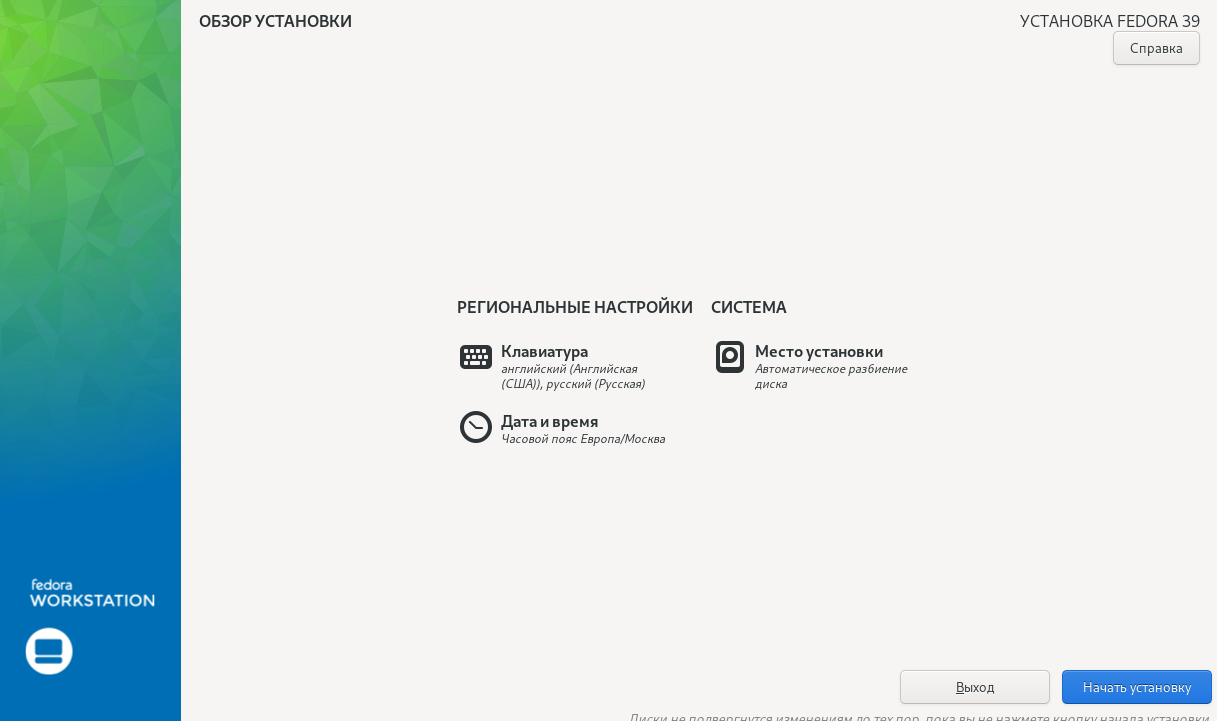 ОБЗОР УСТАНОВКИ
УСТАНОВКА FEDORA 39
Справка
РЕГИОНАЛЬНЫЕ НАСТРОЙКИ
Клавиатура
английский (Английская
(США)), русский (Русская)
Дата и время
Часовой пояс Европа/Москва
СИСТЕМА
Место установки
Автоматическое разбиение
диска
fedora
WORKSTATION
Выход
Начать установку
Диски не подвергнутся изменениям до тех пор, пока вы не нажмете кнопку начала установки.